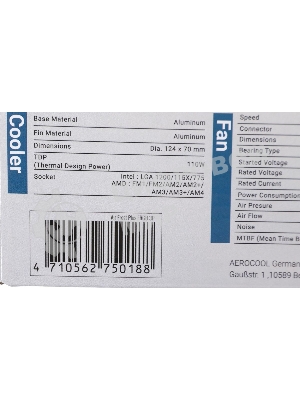 Cooler
Base Material Aluminum
Fin Material Aluminum
Dimensions Dia. 124 x 70 mm
TDP
(Thermal Design Power) 110W
Socket Intel : LGA 1200/115X/775
AMD : FM1/FM2/AM2/AM2+/
AM3/AM3+/AM4
4 710562 750188
Fan
Speed
Connector
Dimensions
Bearing Type
Started Voltage
Rated Voltage
Rated Current
Power Consumption
Air Presure
Air Flow
Noise
MTBF (Mean Time B
AEROCOOL Germany
Gaußstr. 1 ,10589 Be